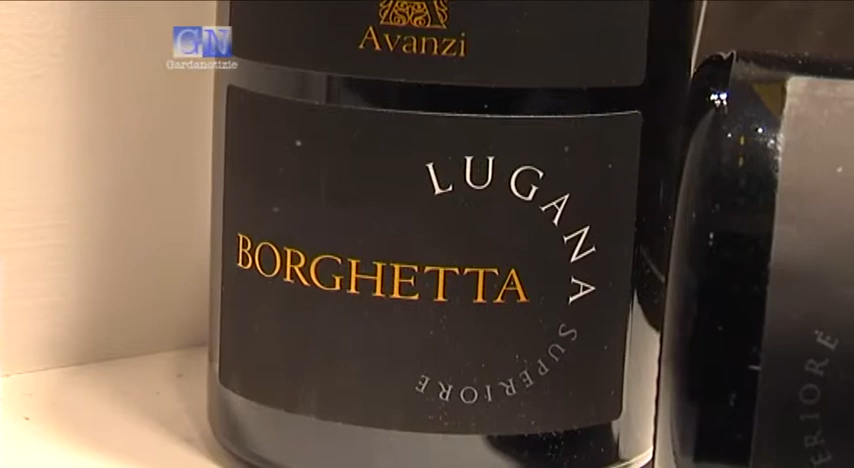 GN
Gardanotizie
Avanzi
LUGANA
BORGHETTA
SUPERIORE
ERIORE